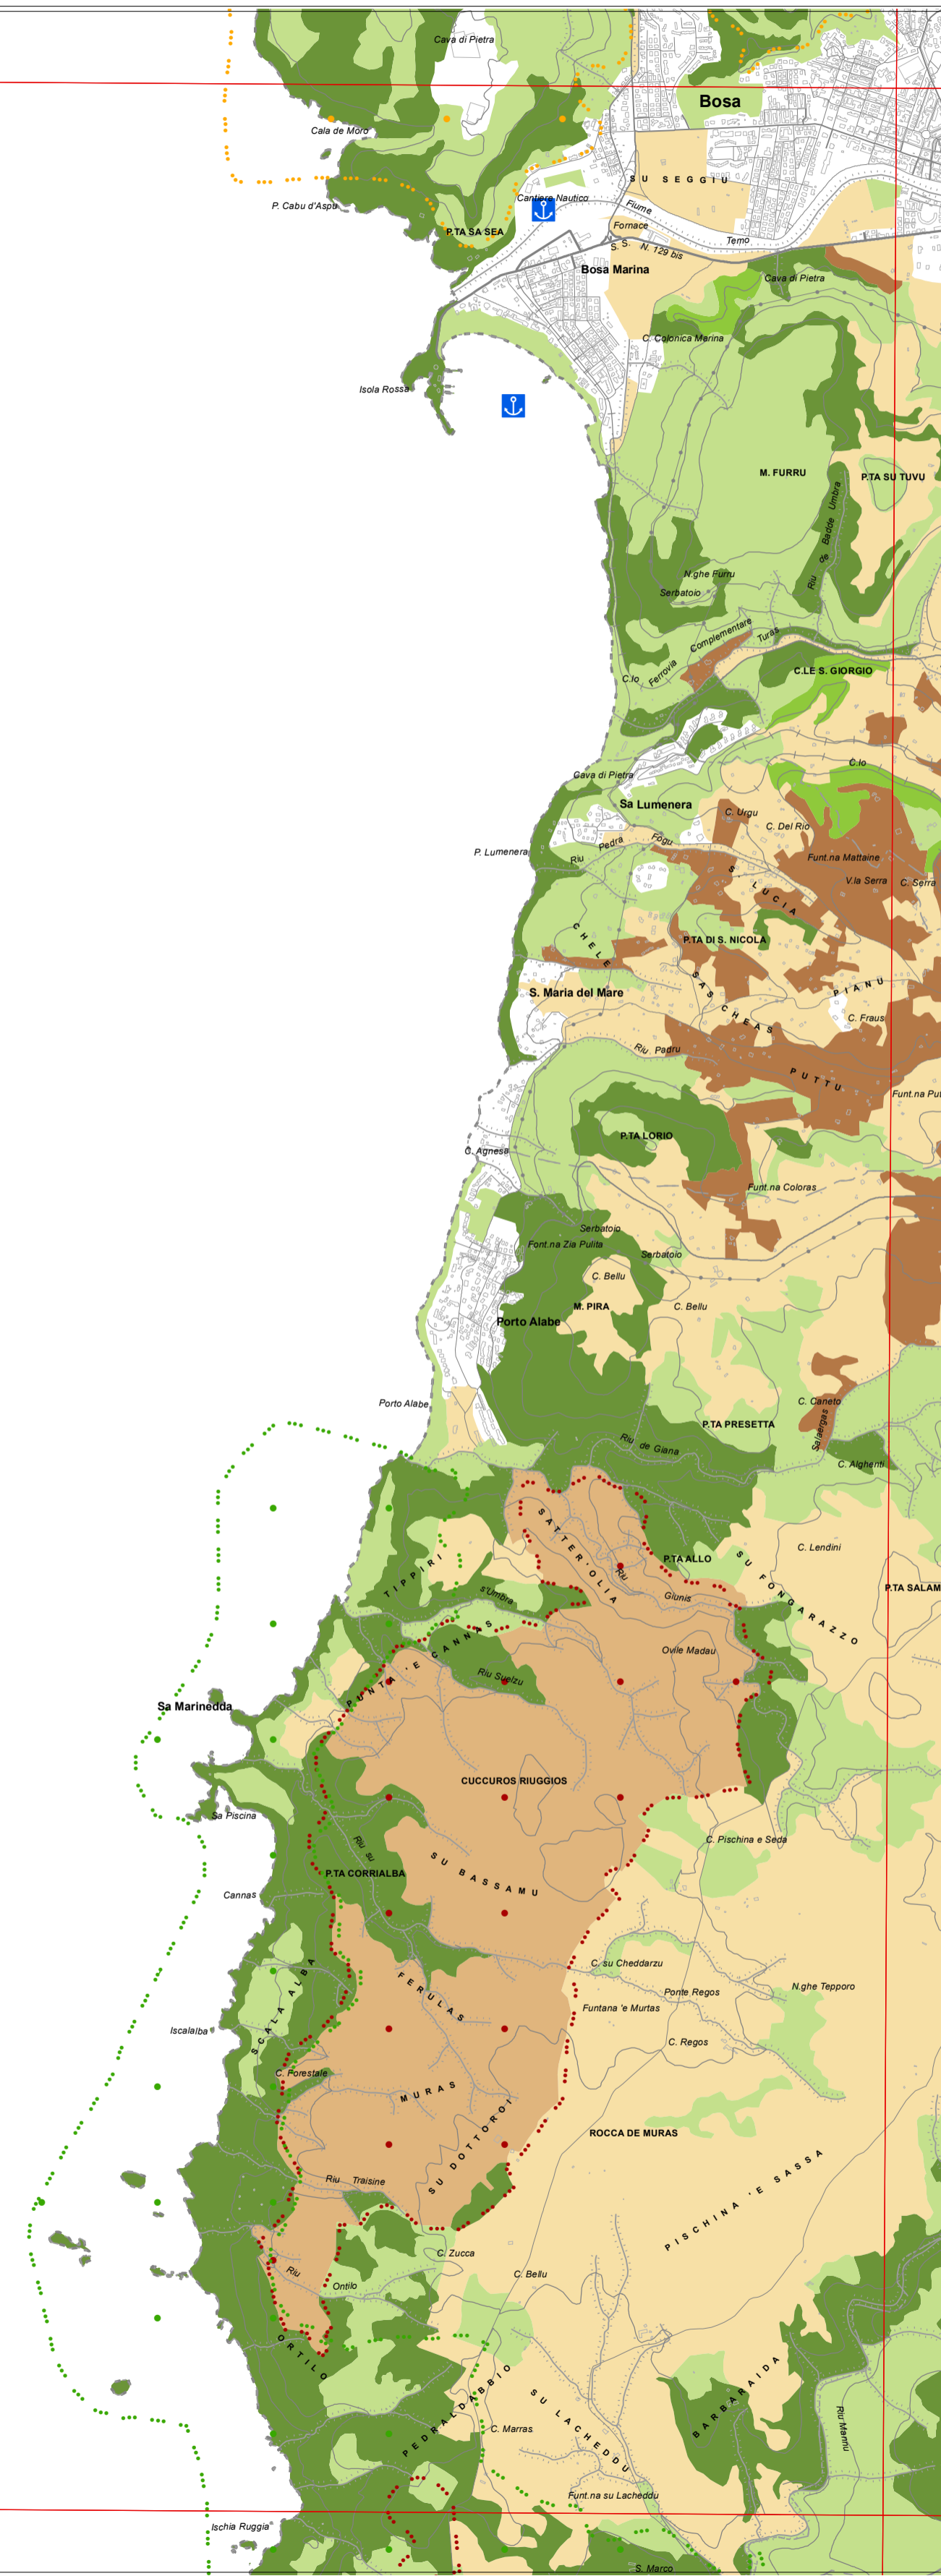 Cava di Pietra
Bosa
Cala de Moro
SU SEGGIU
Cantiere Nautico
P. Cabu d'Aspu
Fiume
Fornace
P.TA SA SEA
Temo
S. S. N. 129 bis
Bosa Marina
Cava di Pietra
C. Colonica Marina
Isola Rossa
M. FURRU
P.TA SU TUVU
Riu de Badde Umbra
N.ghe Furru
Serbatoio
Ferrovia Complementare
Turas
C.lo
C.LE S. GIORGIO
C.lo
Cava di Pietra
Sa Lumenera
C. Urgu
C. Del Rio
Riu Pedra Fogu
P. Lumenera
Funt.na Mattaine
S. LUCIA
V.la Serra
C. Serra
CHELE
P.TA DI S. NICOLA
SAS CHEAS
PIANU
S. Maria del Mare
C. Fraus
Riu Padru
PUTTU
Funt.na Put
P.TA LORIO
C. Agnesa
Funt.na Coloras
Serbatoio
Font.na Zia Pulita
Serbatoio
C. Bellu
M. PIRA
C. Bellu
Porto Alabe
Porto Alabe
C. Caneto
P.TA PRESETTA
Salaergas
Riu de Giana
C. Alghenti
SATTER'OLIA
C. Lendini
P.TA ALLO
SU FONGARAZZO
TIPPIRI
Riu
Giunis
P.TA SALAM
s'Umbra
PUNTA 'E CANNAS
Ovile Madau
Riu Suelzu
Sa Marinedda
CUCCUROS RIUGGIOS
Sa Piscina
C. Pischina e Seda
Riu su
SU BASSAMU
P.TA CORRIALBA
Cannas
C. su Cheddarzu
FERULAS
N.ghe Tepporo
Ponte Regos
Funtana 'e Murtas
SCALA ALBA
Iscalalba
C. Regos
C. Forestale
MURAS
SU DOTTOROI
ROCCA DE MURAS
PISCHINA 'E SASSA
Riu Traisine
C. Zucca
Riu
Ontilo
C. Bellu
ORTILO
BARBARAIDA
PEDRALDABBIO
SU LACHEDDU
Riu Mannu
C. Marras
Funt.na su Lacheddu
Ischia Ruggia
S. Marco